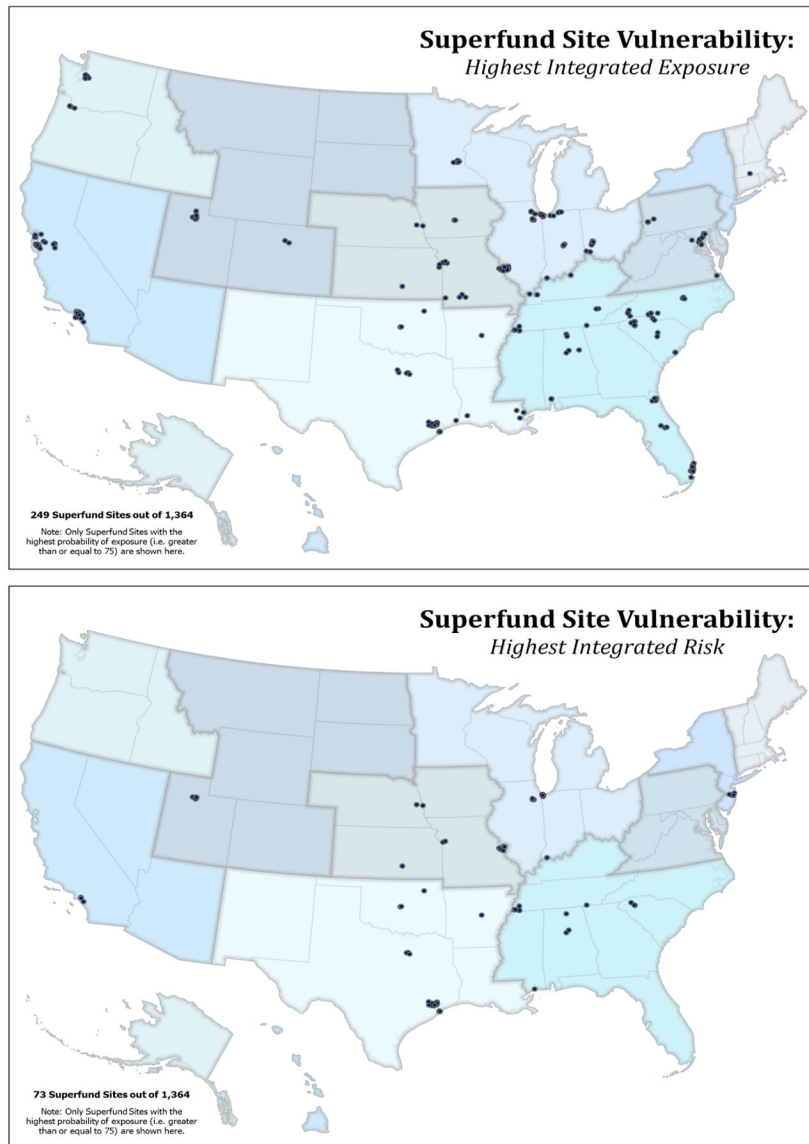 Superfund Site Vulnerability:
Highest Integrated Exposure
249 Superfund Sites out of 1,364
Note: Only Superfund Sites with the
highest probability of exposure (i.e. greater
than or equal to 75) are shown here.
Superfund Site Vulnerability:
Highest Integrated Risk
73 Superfund Sites out of 1,364
Note: Only Superfund Sites with the
highest probability of exposure (i.e. greater
than or equal to 75) are shown here.